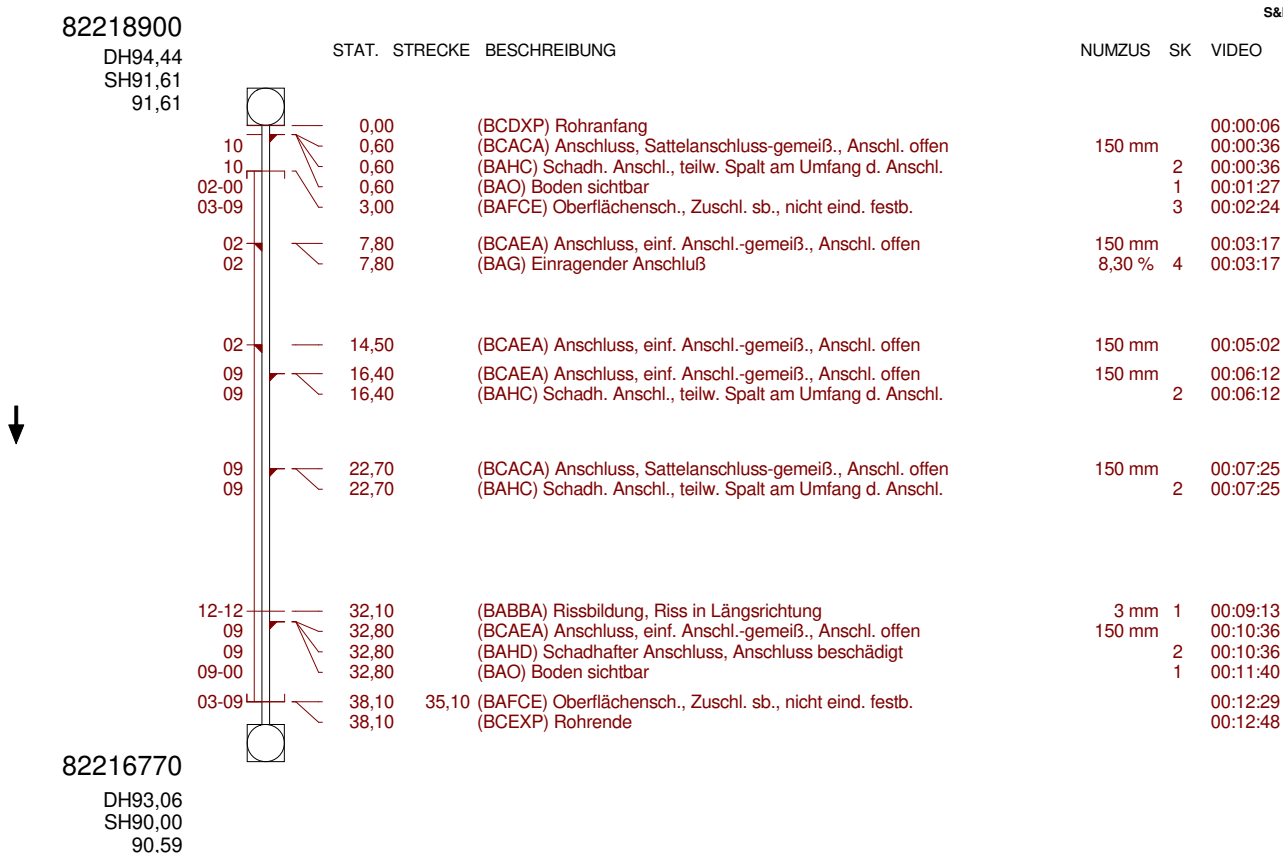 S&
82218900
DH94,44
SH91,61
91,61
STAT. STRECKE BESCHREIBUNG NUMZUS SK VIDEO
0,00 (BCDXP) Rohranfang 00:00:06
10 0,60 (BCACA) Anschluss, Sattelanschluss-gemeiß., Anschl. offen 150 mm 00:00:36
10 0,60 (BAHC) Schadh. Anschl., teilw. Spalt am Umfang d. Anschl. 2 00:00:36
02-00 0,60 (BAO) Boden sichtbar 1 00:01:27
03-09 3,00 (BAFCE) Oberflächensch., Zuschl. sb., nicht eind. festb. 3 00:02:24
02 7,80 (BCAEA) Anschluss, einf. Anschl.-gemeiß., Anschl. offen 150 mm 00:03:17
02 7,80 (BAG) Einragender Anschluß 8,30 % 4 00:03:17
02 14,50 (BCAEA) Anschluss, einf. Anschl.-gemeiß., Anschl. offen 150 mm 00:05:02
09 16,40 (BCAEA) Anschluss, einf. Anschl.-gemeiß., Anschl. offen 150 mm 00:06:12
09 16,40 (BAHC) Schadh. Anschl., teilw. Spalt am Umfang d. Anschl. 2 00:06:12
09 22,70 (BCACA) Anschluss, Sattelanschluss-gemeiß., Anschl. offen 150 mm 00:07:25
09 22,70 (BAHC) Schadh. Anschl., teilw. Spalt am Umfang d. Anschl. 2 00:07:25
12-12 32,10 (BABBA) Rissbildung, Riss in Längsrichtung 3 mm 1 00:09:13
09 32,80 (BCAEA) Anschluss, einf. Anschl.-gemeiß., Anschl. offen 150 mm 00:10:36
09 32,80 (BAHD) Schadhafter Anschluss, Anschluss beschädigt 2 00:10:36
09-00 32,80 (BAO) Boden sichtbar 1 00:11:40
03-09 38,10 35,10 (BAFCE) Oberflächensch., Zuschl. sb., nicht eind. festb. 00:12:29
38,10 (BCEXP) Rohrende 00:12:48
82216770
DH93,06
SH90,00
90,59